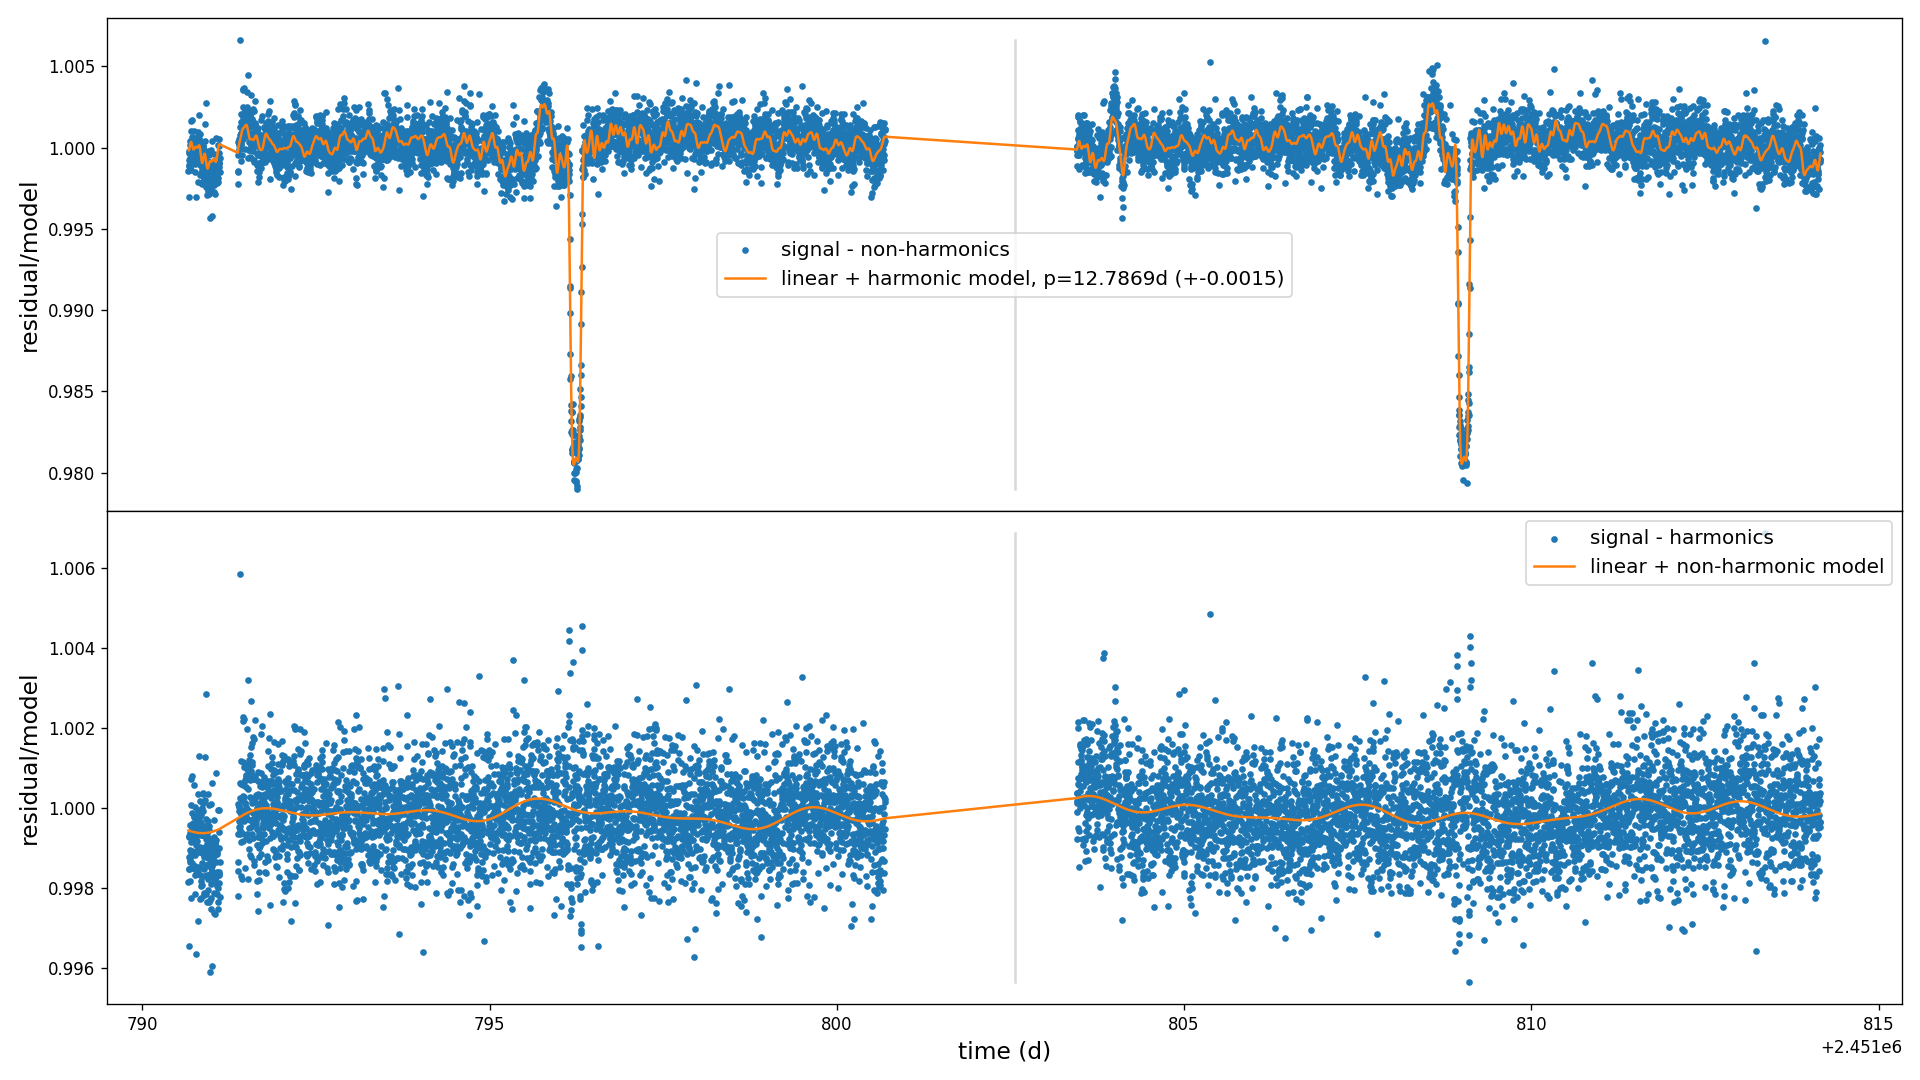 1.005
1.000
0.995
0.990
0.985
0.980
residual/model
signal - non-harmonics
linear + harmonic model, p=12.7869d (+-0.0015)
1.006
1.004
1.002
1.000
0.998
0.996
residual/model
signal - harmonics
linear + non-harmonic model
790
795
800
805
810
815
time (d)
+2.451e6